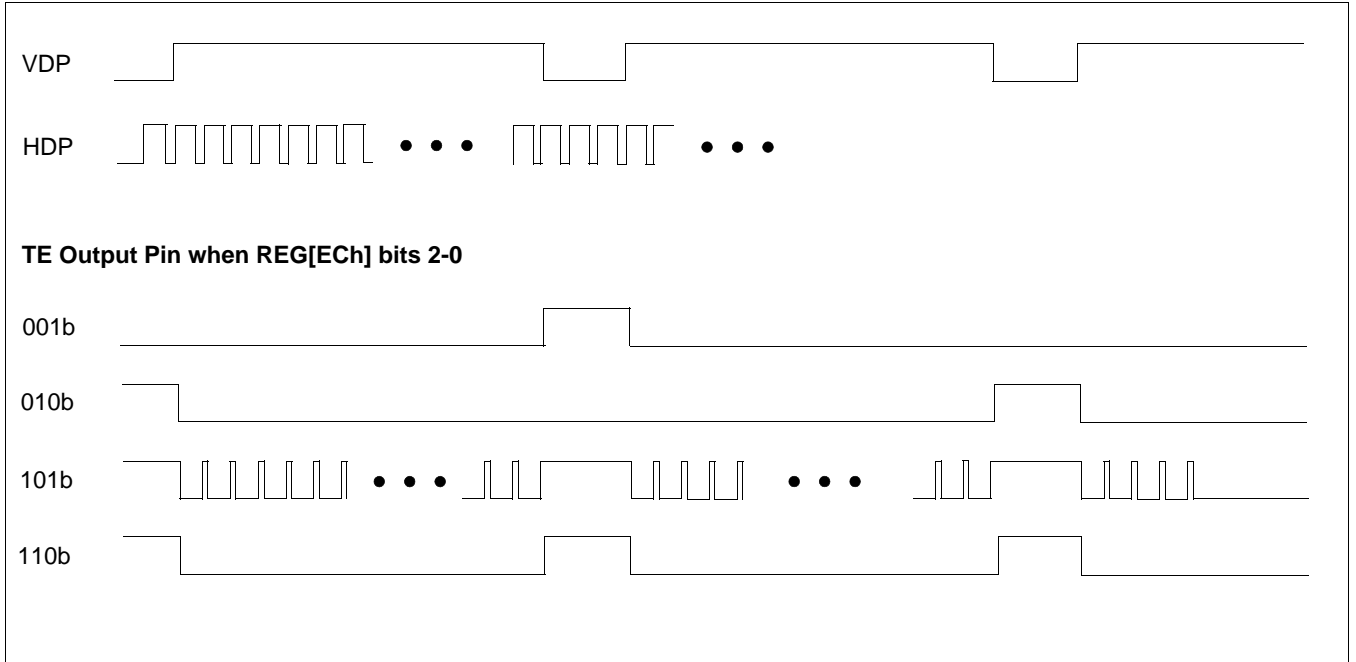 VDP
HDP
TE Output Pin when REG[ECh] bits 2-0
001b
010b
101b
110b